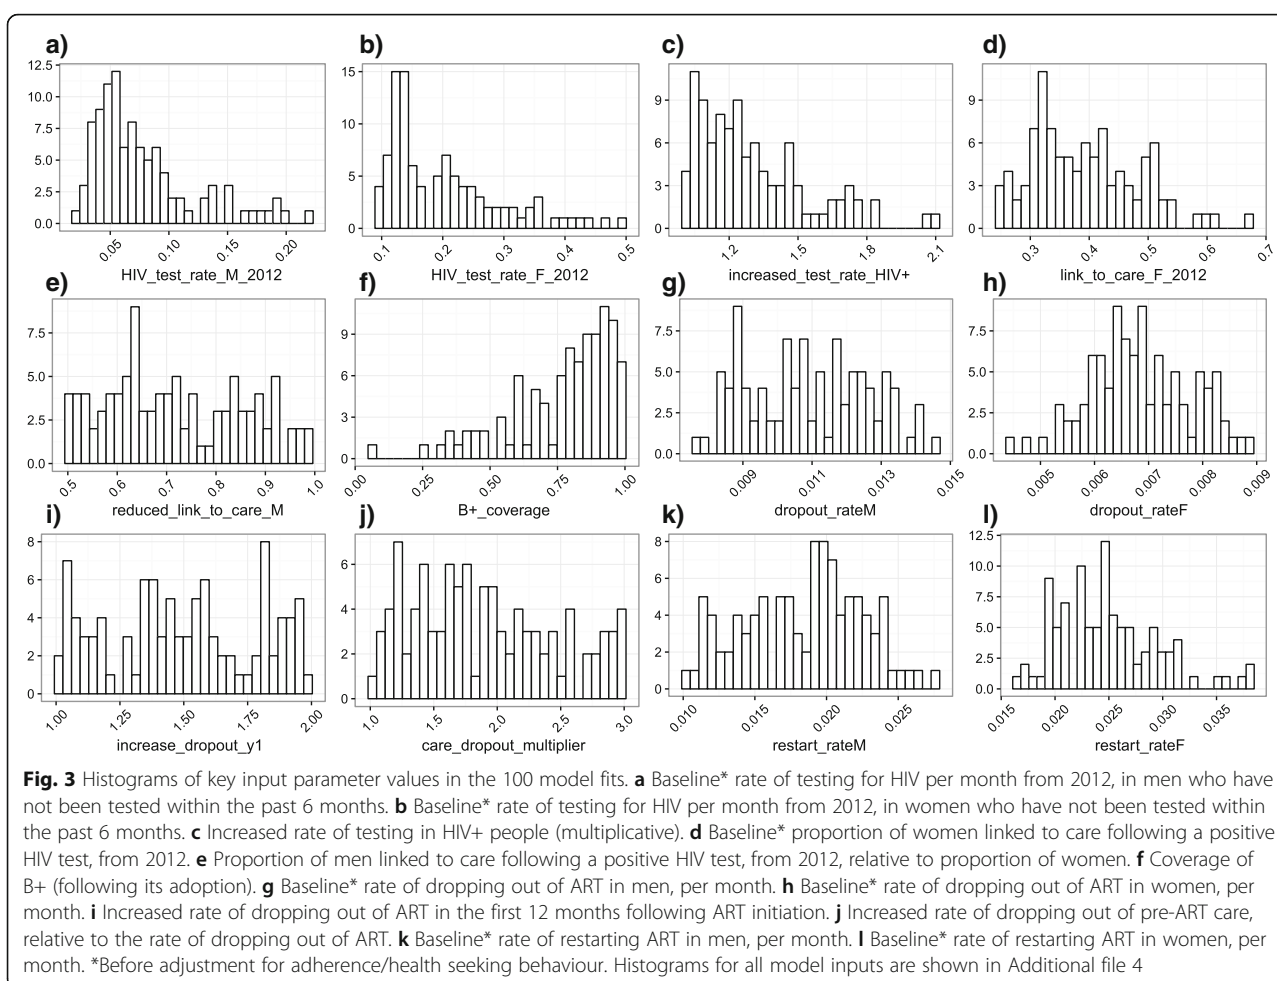 a) b) c) d)
12.5
10.0
7.5
5.0
2.5
0.0
0.05 0.10 0.15 0.20
HIV_test_rate_M_2012
15
10
5
0
0.1 0.2 0.3 0.4 0.5
HIV_test_rate_F_2012
9
6
3
0
1.2 1.5 1.8 2.1
increased_test_rate_HIV+
9
6
3
0
0.3 0.4 0.5 0.6 0.7
link_to_care_F_2012
e) f) g) h)
7.5
5.0
2.5
0.0
0.5 0.6 0.7 0.8 0.9 1.0
reduced_link_to_care_M
9
6
3
0
0.00 0.25 0.50 0.75 1.00
B+_coverage
7.5
5.0
2.5
0.0
0.009 0.011 0.013 0.015
dropout_rateM
7.5
5.0
2.5
0.0
0.005 0.006 0.007 0.008 0.009
dropout_rateF
i) j) k) l)
8
6
4
2
0
1.00 1.25 1.50 1.75 2.00
increase_dropout_y1
6
4
2
0
1.0 1.5 2.0 2.5 3.0
care_dropout_multiplier
8
6
4
2
0
0.010 0.015 0.020 0.025
restart_rateM
12.5
10.0
7.5
5.0
2.5
0.0
0.015 0.020 0.025 0.030 0.035
restart_rateF
Fig. 3 Histograms of key input parameter values in the 100 model fits. a Baseline* rate of testing for HIV per month from 2012, in men who have
not been tested within the past 6 months. b Baseline* rate of testing for HIV per month from 2012, in women who have not been tested within
the past 6 months. c Increased rate of testing in HIV+ people (multiplicative). d Baseline* proportion of women linked to care following a positive
HIV test, from 2012. e Proportion of men linked to care following a positive HIV test, from 2012, relative to proportion of women. f Coverage of
B+ (following its adoption). g Baseline* rate of dropping out of ART in men, per month. h Baseline* rate of dropping out of ART in women, per
month. i Increased rate of dropping out of ART in the first 12 months following ART initiation. j Increased rate of dropping out of pre-ART care,
relative to the rate of dropping out of ART. k Baseline* rate of restarting ART in men, per month. l Baseline* rate of restarting ART in women, per
month. *Before adjustment for adherence/health seeking behaviour. Histograms for all model inputs are shown in Additional file 4